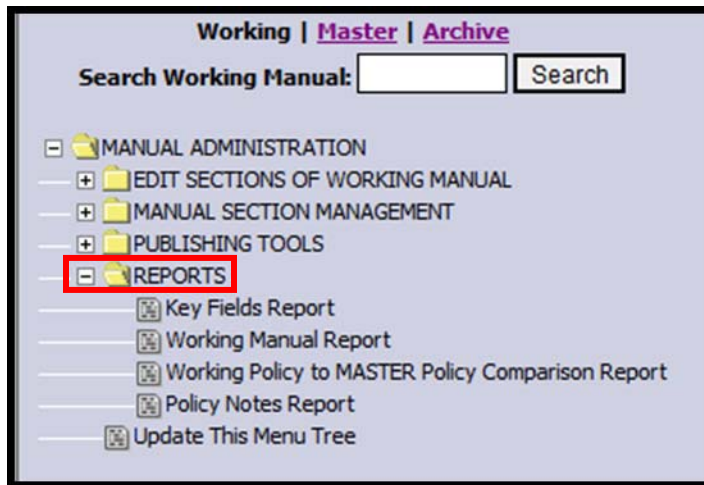 Working | Master | Archive
Search Working Manual: Search
MANUAL ADMINISTRATION
EDIT SECTIONS OF WORKING MANUAL
MANUAL SECTION MANAGEMENT
PUBLISHING TOOLS
REPORTS
Key Fields Report
Working Manual Report
Working Policy to MASTER Policy Comparison Report
Policy Notes Report
Update This Menu Tree